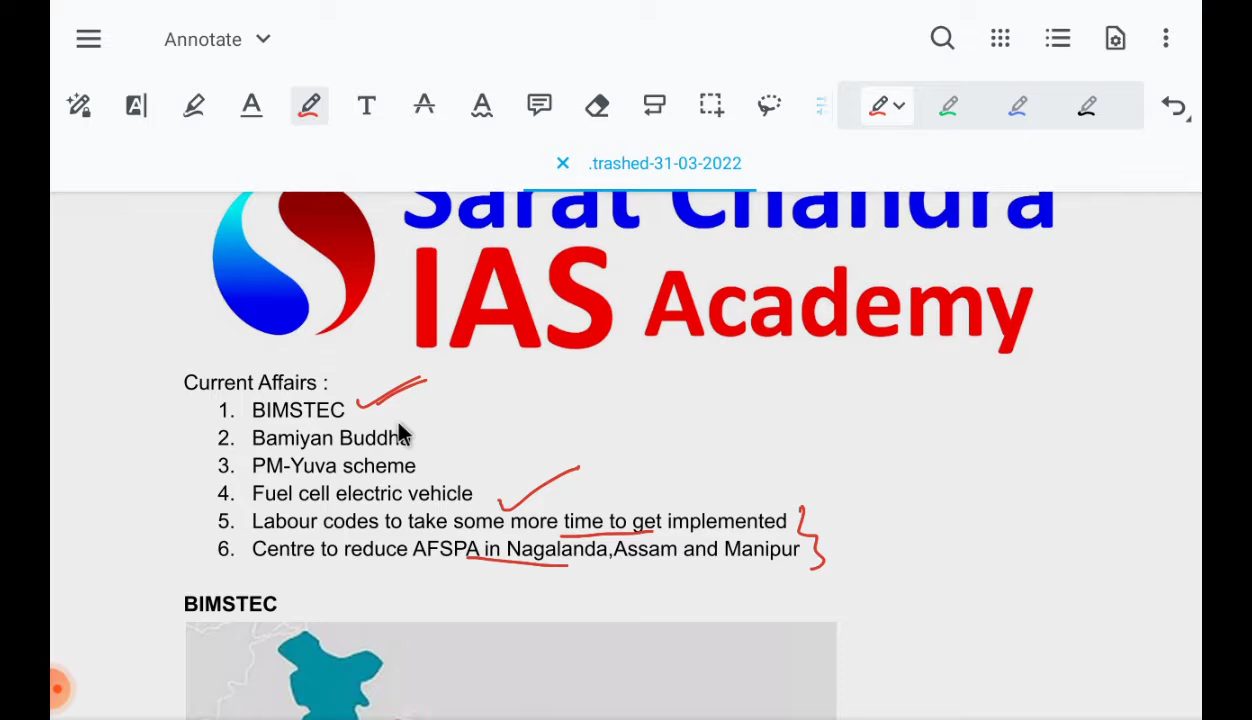 Annotate
.trashed-31-03-2022
Sarat Chandra
IAS Academy
Current Affairs :
1. BIMSTEC
2. Bamiyan Buddha
3. PM-Yuva scheme
4. Fuel cell electric vehicle
5. Labour codes to take some more time to get implemented
6. Centre to reduce AFSPA in Nagalanda,Assam and Manipur
BIMSTEC